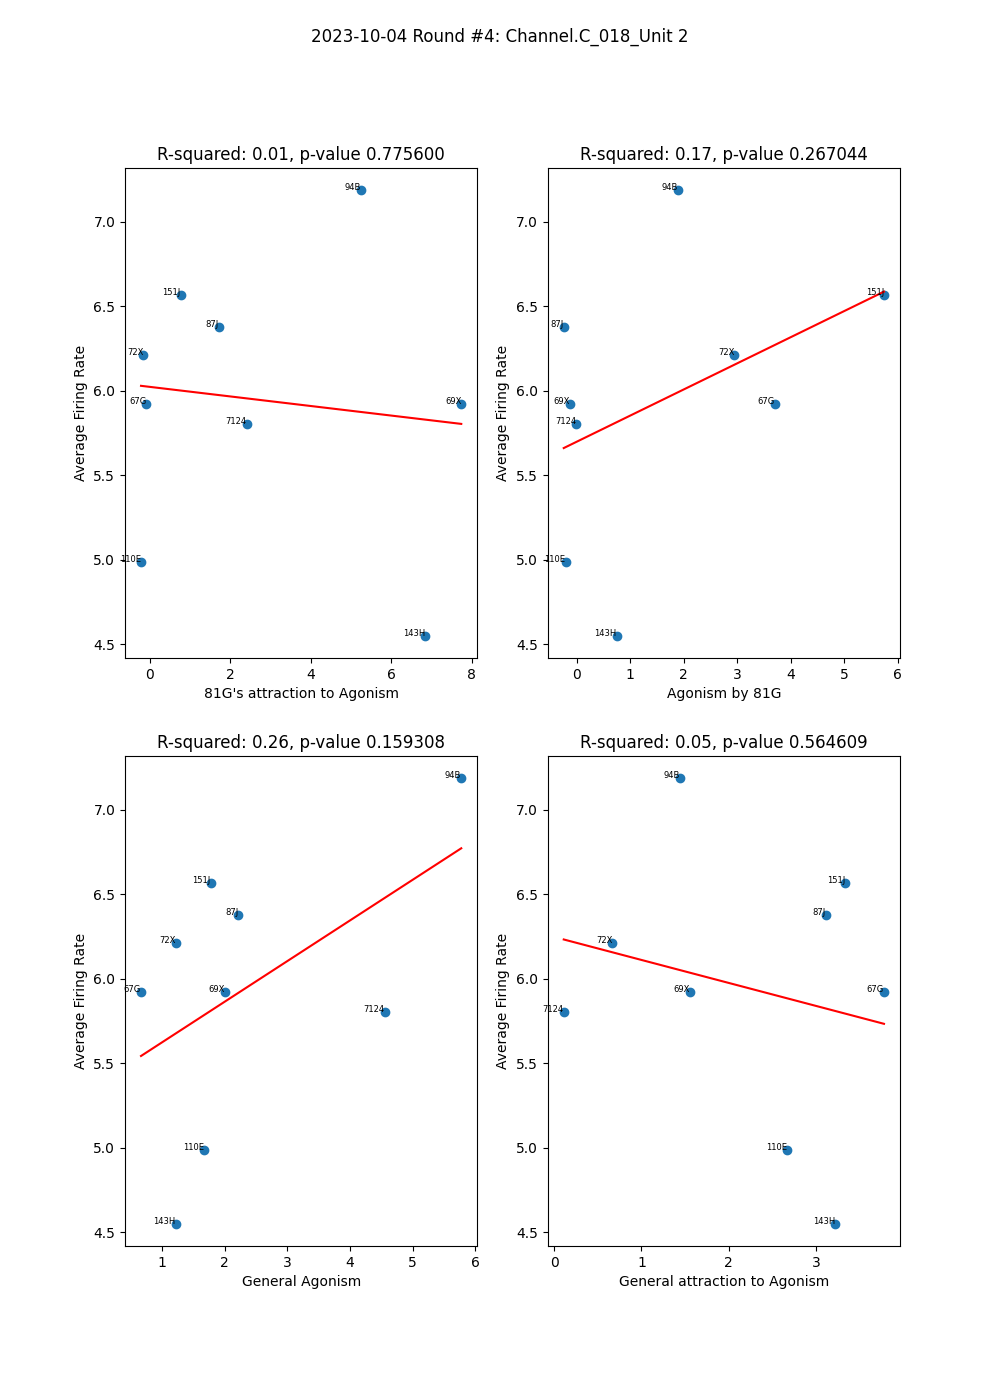 2023-10-04 Round #4: Channel.C_018_Unit 2
R-squared: 0.01, p-value 0.775600
Average Firing Rate
7.0
6.5
6.0
5.5
5.0
4.5
94B
151J
87J
72X
67G
69X
7124
110E
143H
0 2 4 6 8
81G's attraction to Agonism
R-squared: 0.17, p-value 0.267044
Average Firing Rate
7.0
6.5
6.0
5.5
5.0
4.5
94B
151J
87J
72X
69X
67G
7124
110E
143H
0 1 2 3 4 5 6
Agonism by 81G
R-squared: 0.26, p-value 0.159308
Average Firing Rate
7.0
6.5
6.0
5.5
5.0
4.5
94B
151J
87J
72X
67G
69X
7124
110E
143H
1 2 3 4 5 6
General Agonism
R-squared: 0.05, p-value 0.564609
Average Firing Rate
7.0
6.5
6.0
5.5
5.0
4.5
94B
151J
87J
72X
69X
67G
7124
110E
143H
0 1 2 3
General attraction to Agonism